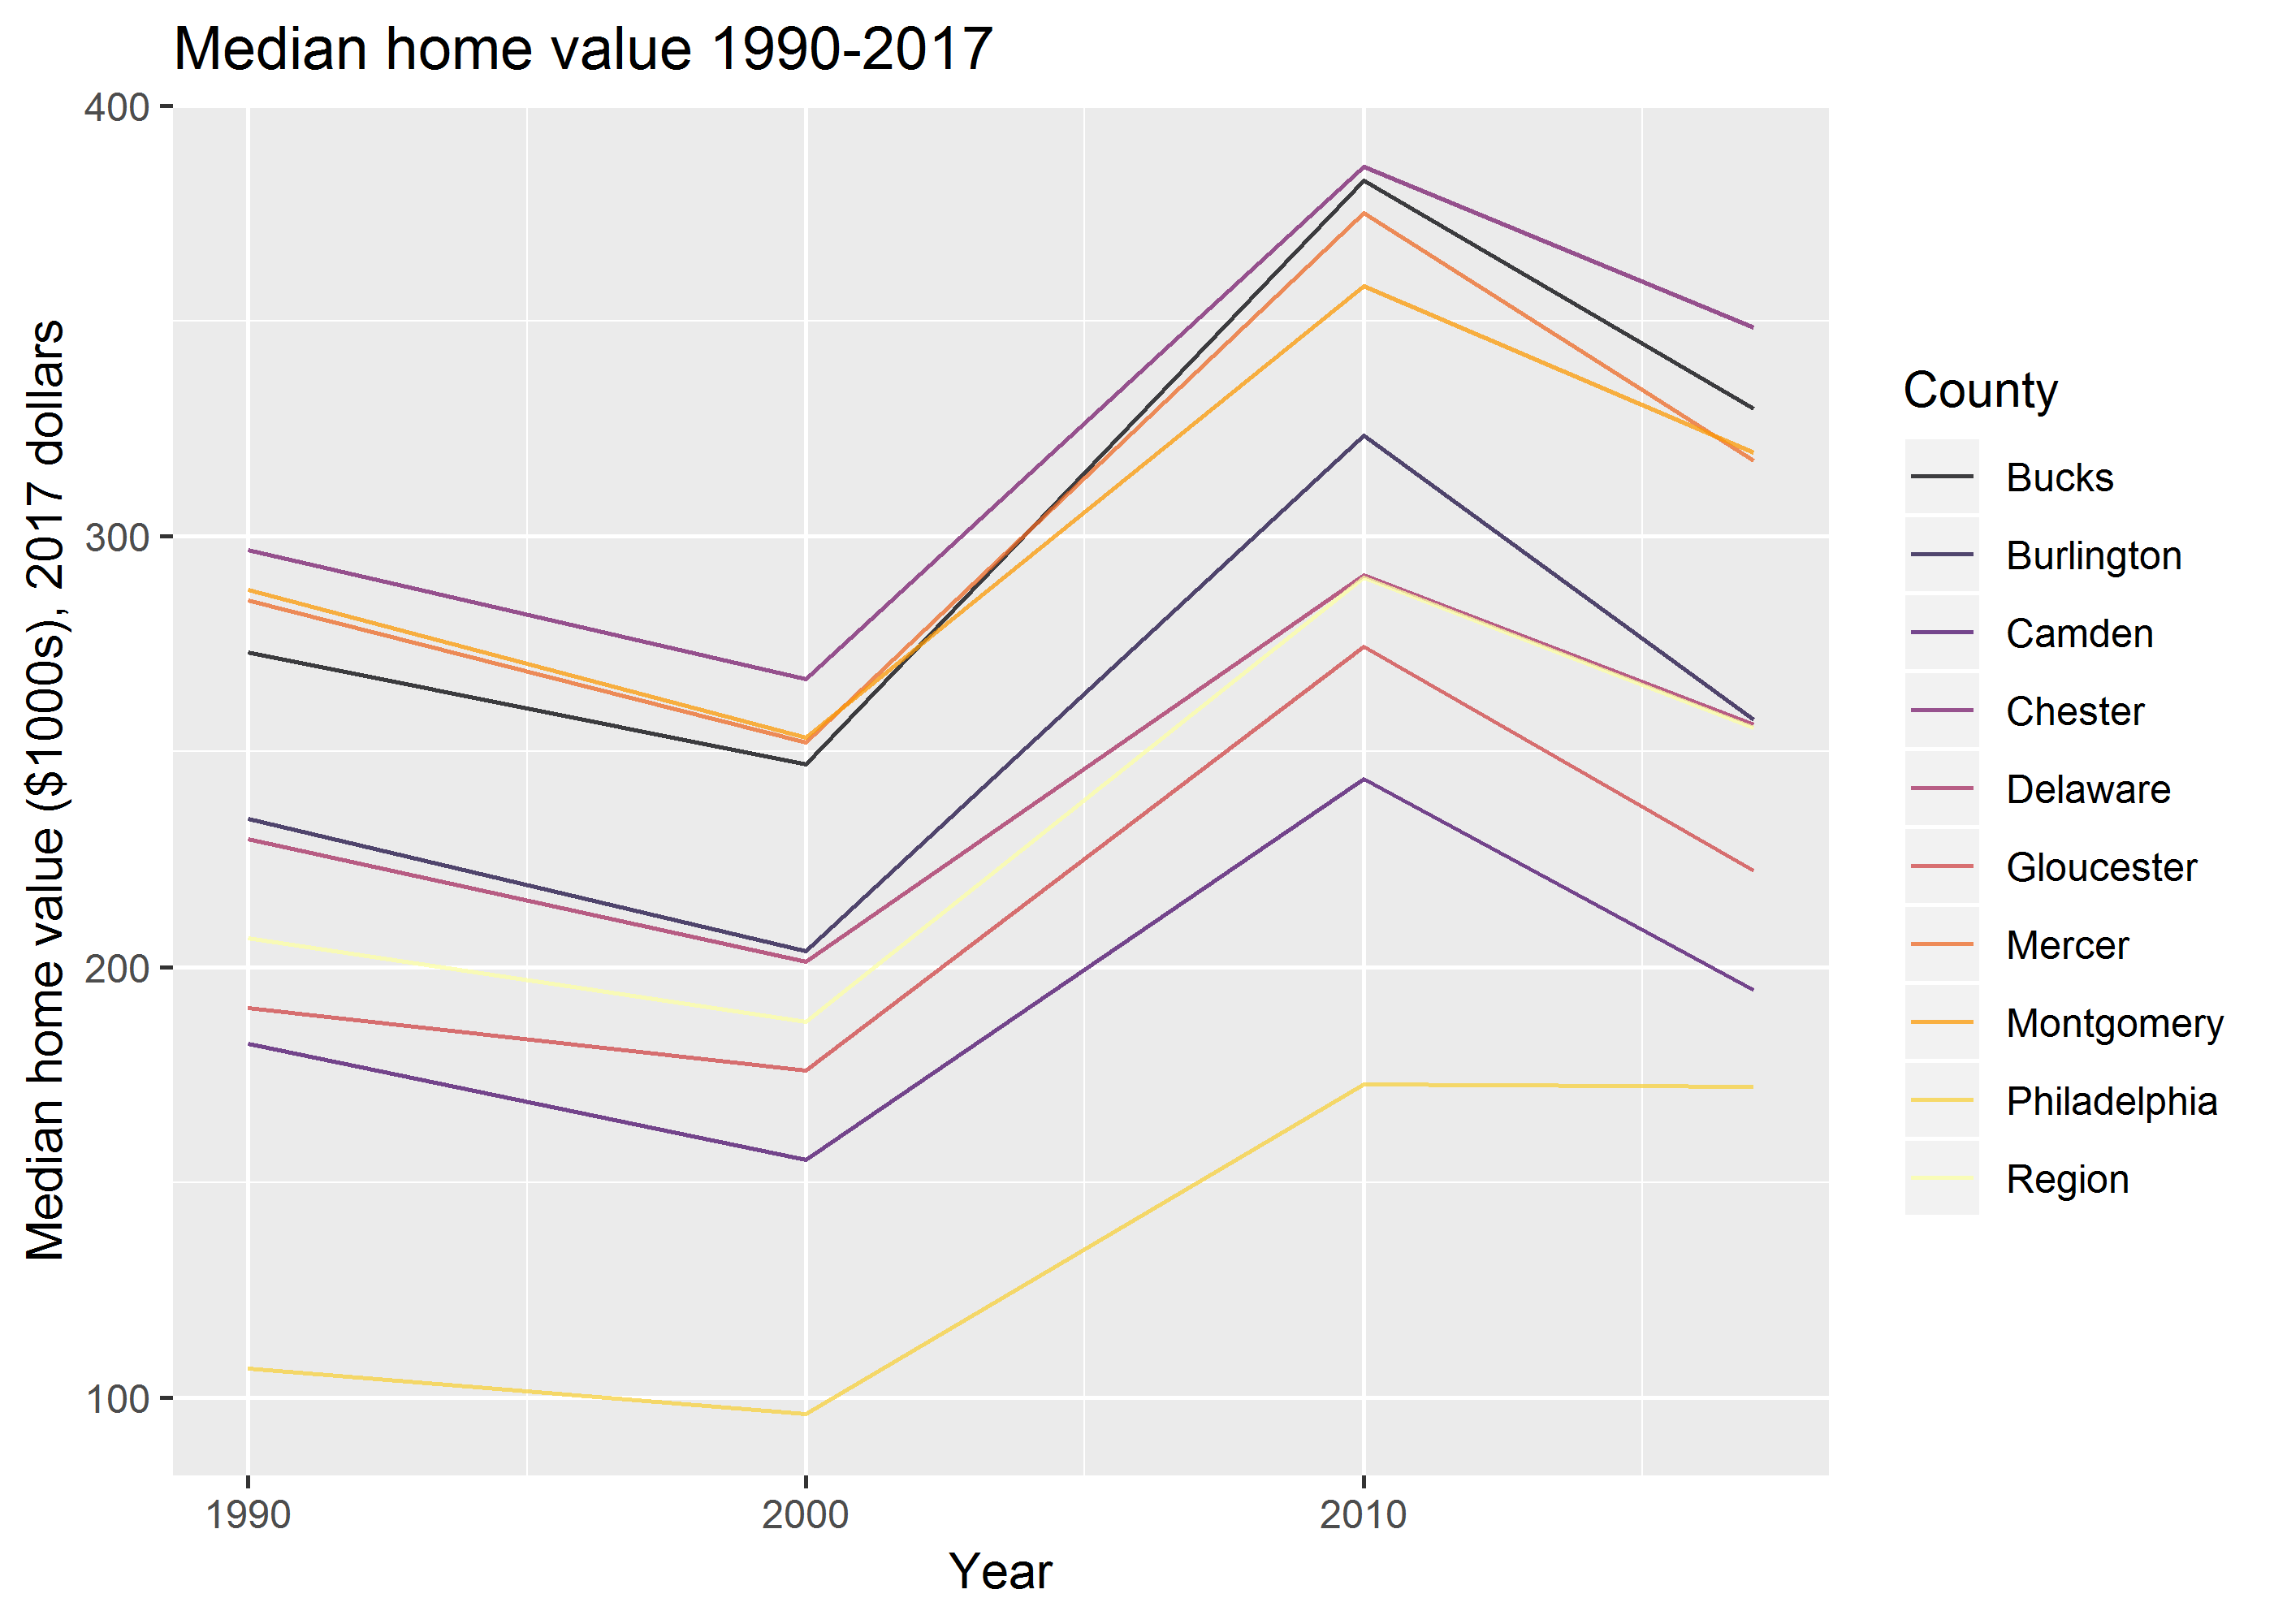 Median home value 1990-2017
400
300
200
100
Median home value ($1000s), 2017 dollars
1990
2000
2010
Year
County
Bucks
Burlington
Camden
Chester
Delaware
Gloucester
Mercer
Montgomery
Philadelphia
Region